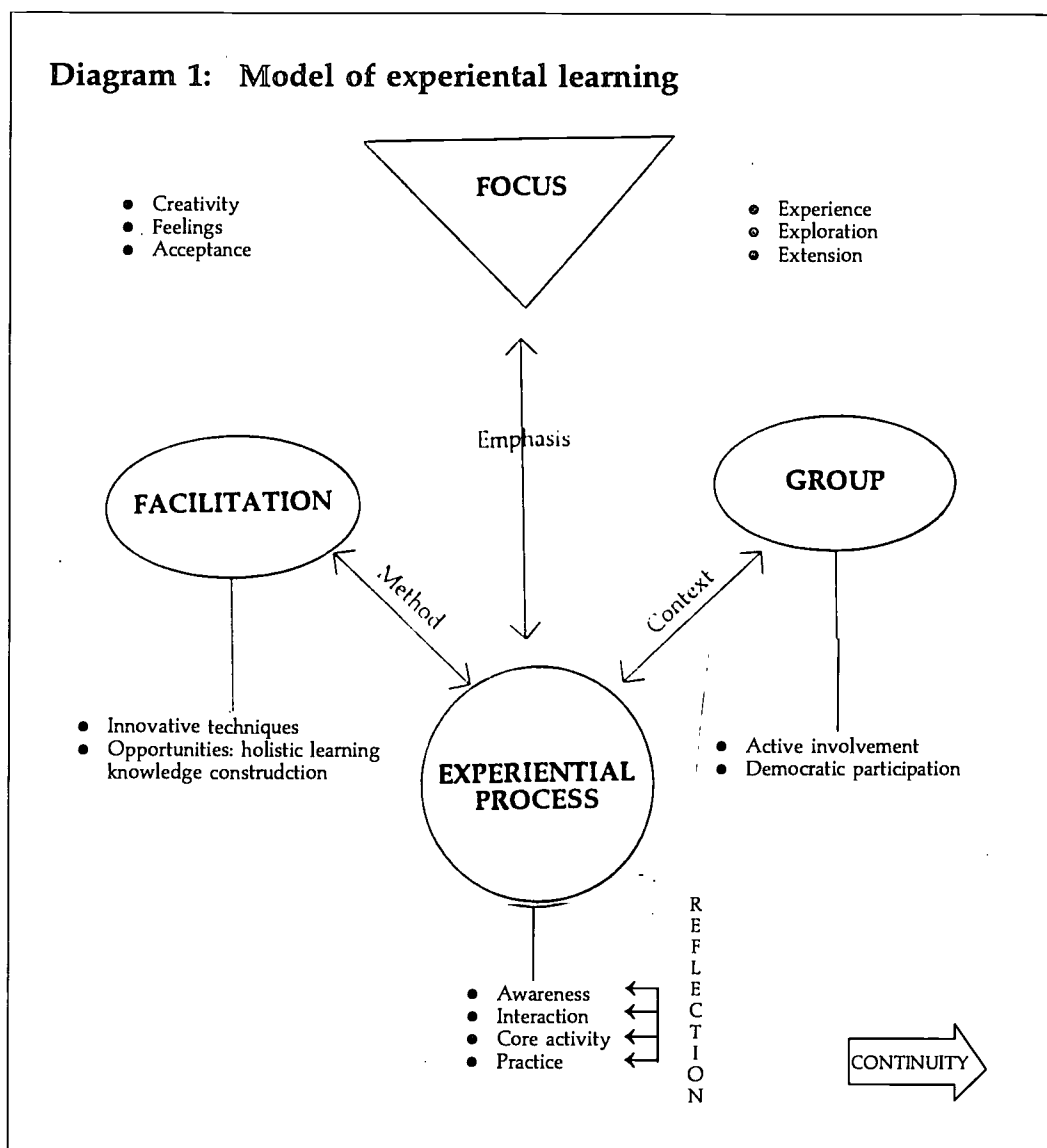 Diagram 1: Model of experiental learning
FOCUS
● Creativity
● Feelings
● Acceptance
● Experience
● Exploration
● Extension
Emphasis
FACILITATION
GROUP
Method
Context
● Innovative techniques
● Opportunities: holistic learning
knowledge construdction
● Active involvement
● Democratic participation
EXPERIENTIAL
PROCESS
● Awareness
● Interaction
● Core activity
● Practice
REFLECTION
CONTINUITY